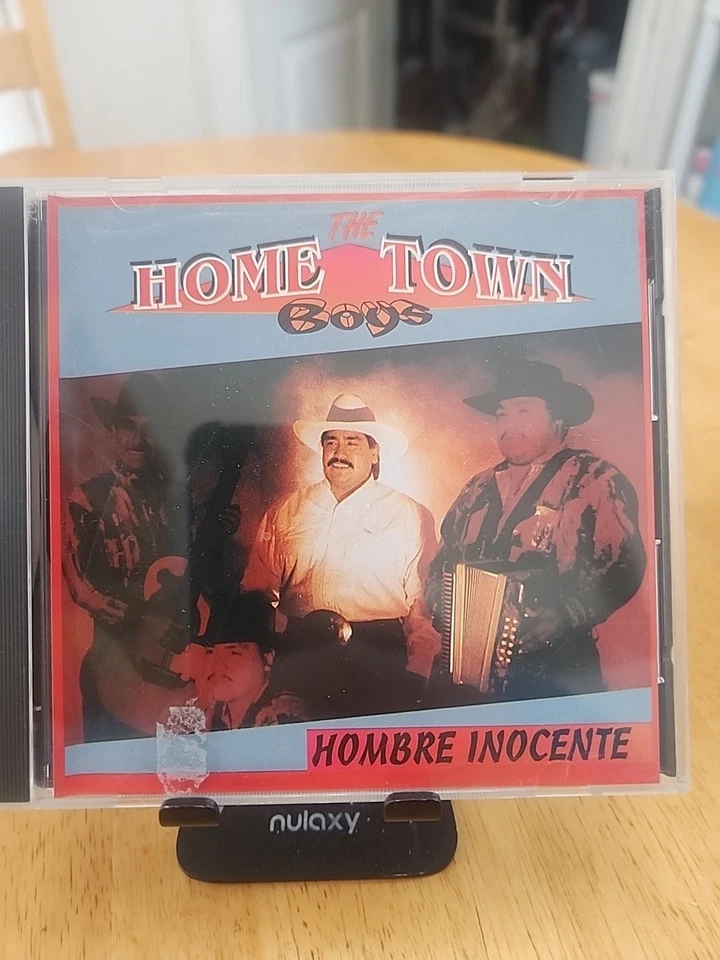 THE
HOME TOWN
Boys
HOMBRE INOCENTE
nulaxy